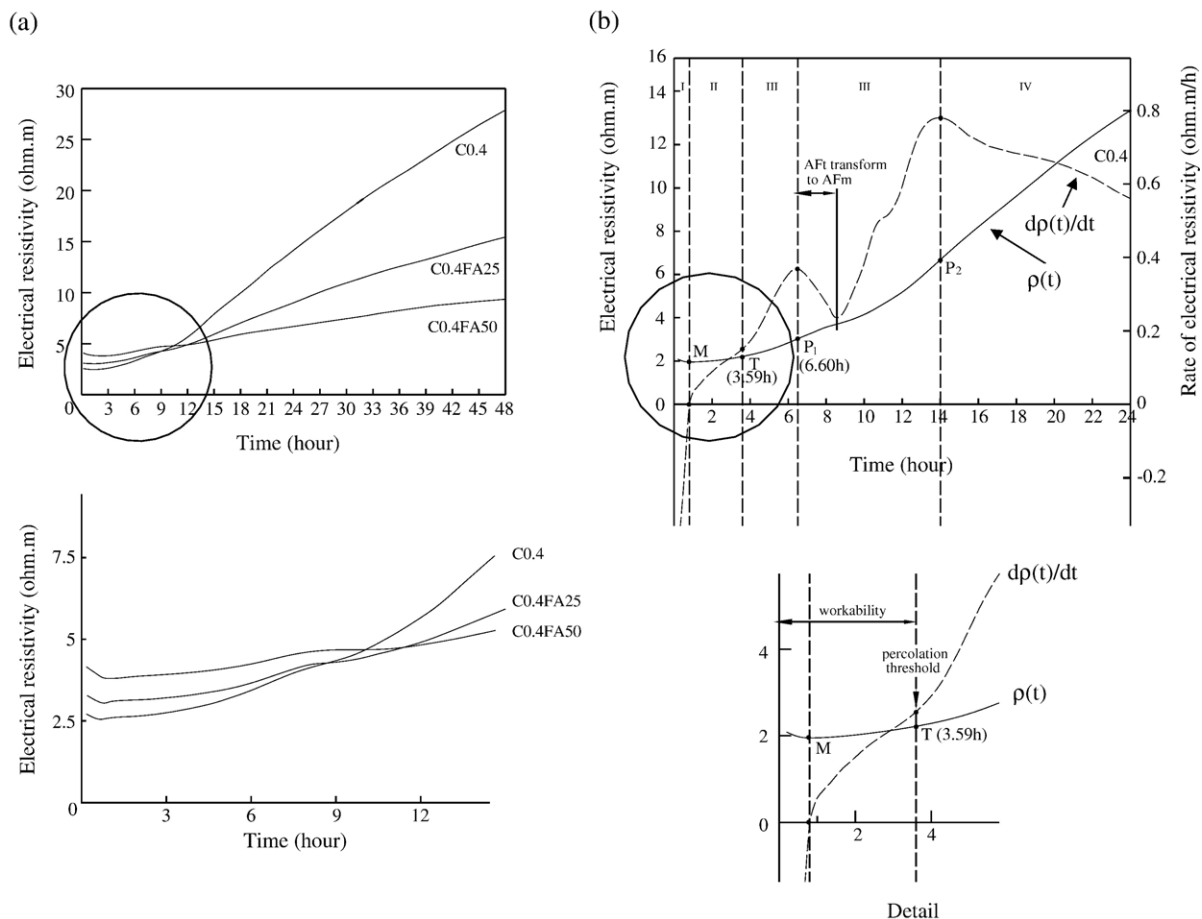 (a)
Electrical resistivity (ohm.m)
30
25
20
15
10
5
0
3
6
9
12
15
18
21
24
27
30
33
36
39
42
45
48
Time (hour)
C0.4
C0.4FA25
C0.4FA50
Electrical resistivity (ohm.m)
7.5
5
2.5
0
3
6
9
12
Time (hour)
C0.4
C0.4FA25
C0.4FA50
(b)
Electrical resistivity (ohm.m)
16
14
12
10
8
6
4
2
0
I
II
III
III
IV
AFt transform
to AFm
C0.4
dρ(t)/dt
ρ(t)
M
T
(3.59h)
P1
(6.60h)
P2
2
4
6
8
10
12
14
16
18
20
22
24
Time (hour)
0.8
0.6
0.4
0.2
0
-0.2
Rate of electrical resistivity (ohm.m/h)
workability
percolation
threshold
dρ(t)/dt
ρ(t)
M
T (3.59h)
4
2
0
2
4
Detail